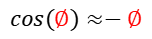 cos(∅) ≈ − ∅